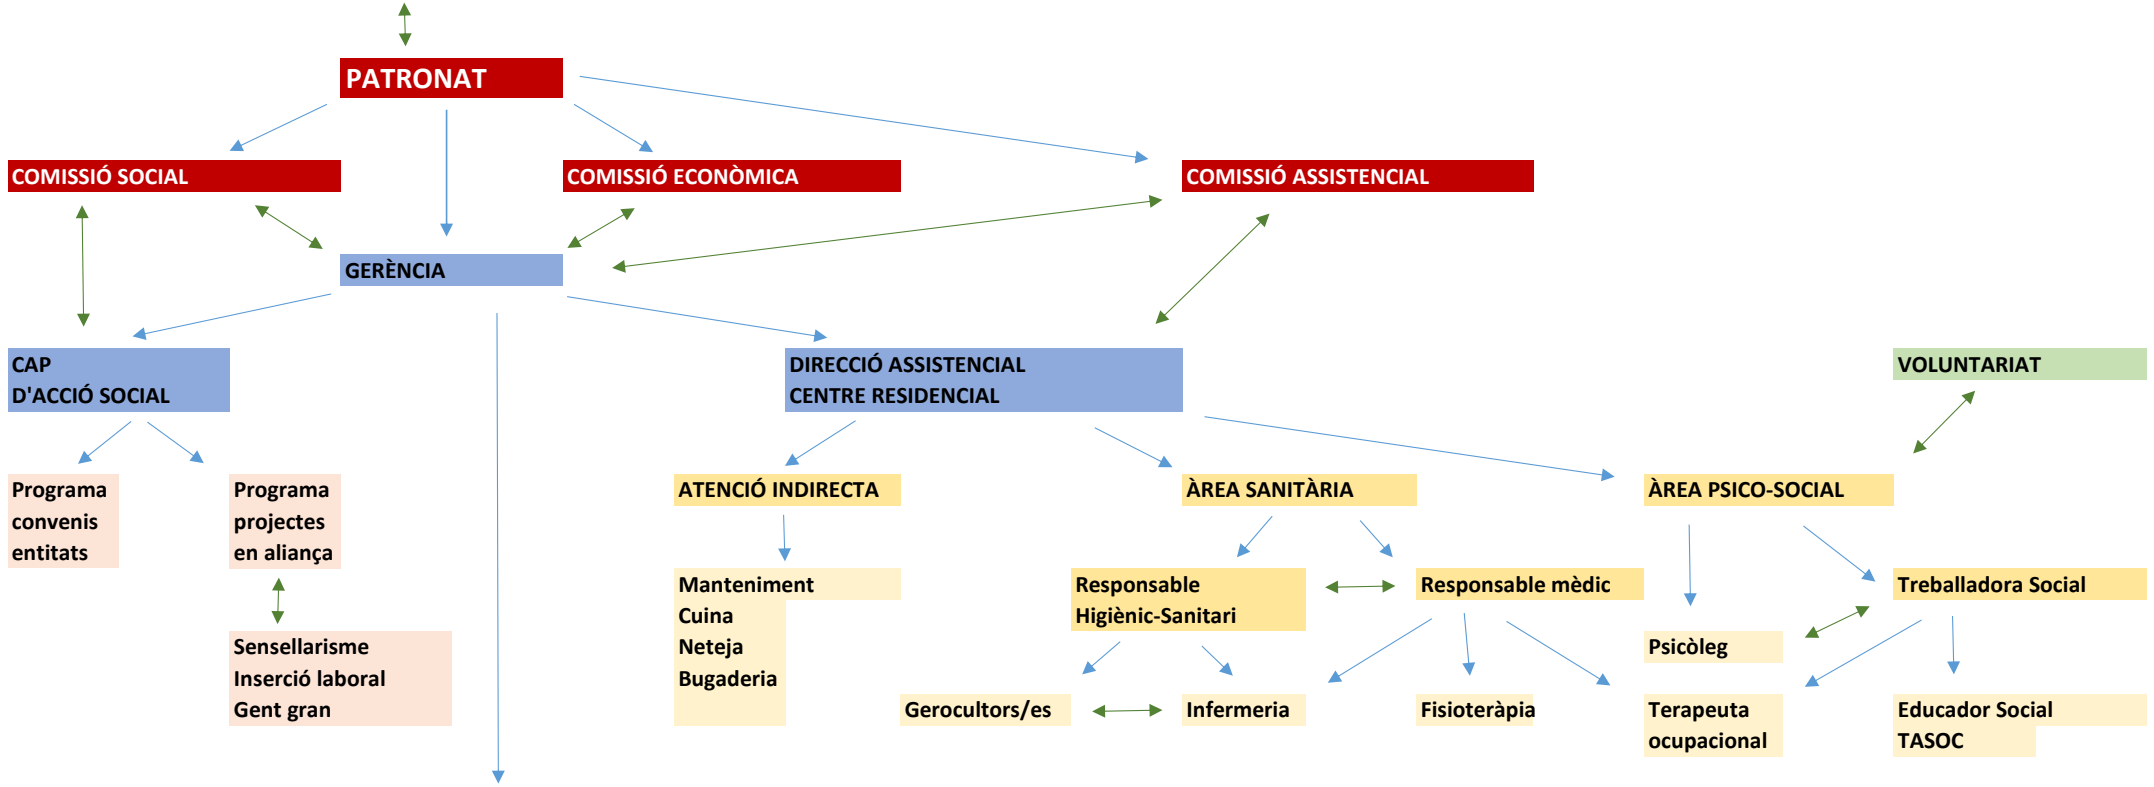 PATRONAT
COMISSIÓ SOCIAL
COMISSIÓ ECONÒMICA
COMISSIÓ ASSISTENCIAL
GERÈNCIA
CAP
D'ACCIÓ SOCIAL
DIRECCIÓ ASSISTENCIAL
CENTRE RESIDENCIAL
VOLUNTARIAT
Programa
convenis
entitats
Programa
projectes
en aliança
ATENCIÓ INDIRECTA
ÀREA SANITÀRIA
ÀREA PSICO-SOCIAL
Manteniment
Cuina
Neteja
Bugaderia
Responsable
Higiènic-Sanitari
Responsable mèdic
Treballadora Social
Psicòleg
Sensellarisme
Inserció laboral
Gent gran
Gerocultors/es
Infermeria
Fisioteràpia
Terapeuta
ocupacional
Educador Social
TASOC